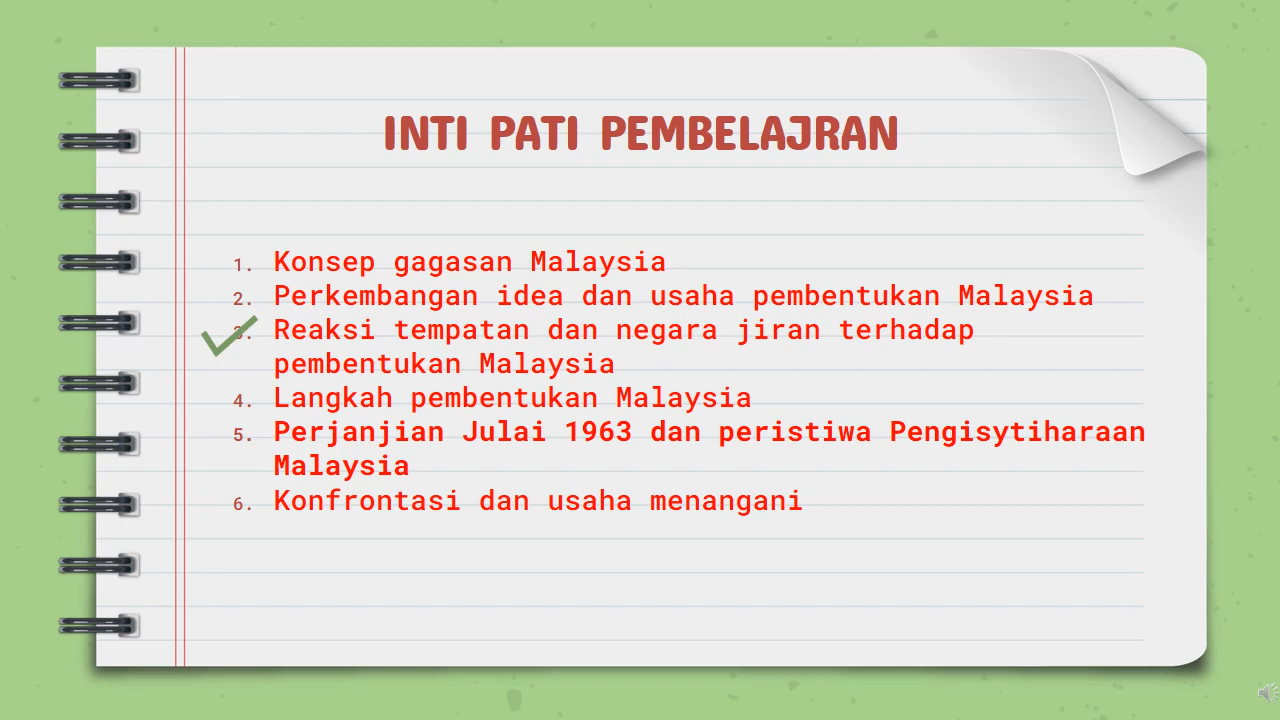 INTI PATI PEMBELAJRAN
1. Konsep gagasan Malaysia
2. Perkembangan idea dan usaha pembentukan Malaysia
3. Reaksi tempatan dan negara jiran terhadap
pembentukan Malaysia
4. Langkah pembentukan Malaysia
5. Perjanjian Julai 1963 dan peristiwa Pengisytiharaan
Malaysia
6. Konfrontasi dan usaha menangani